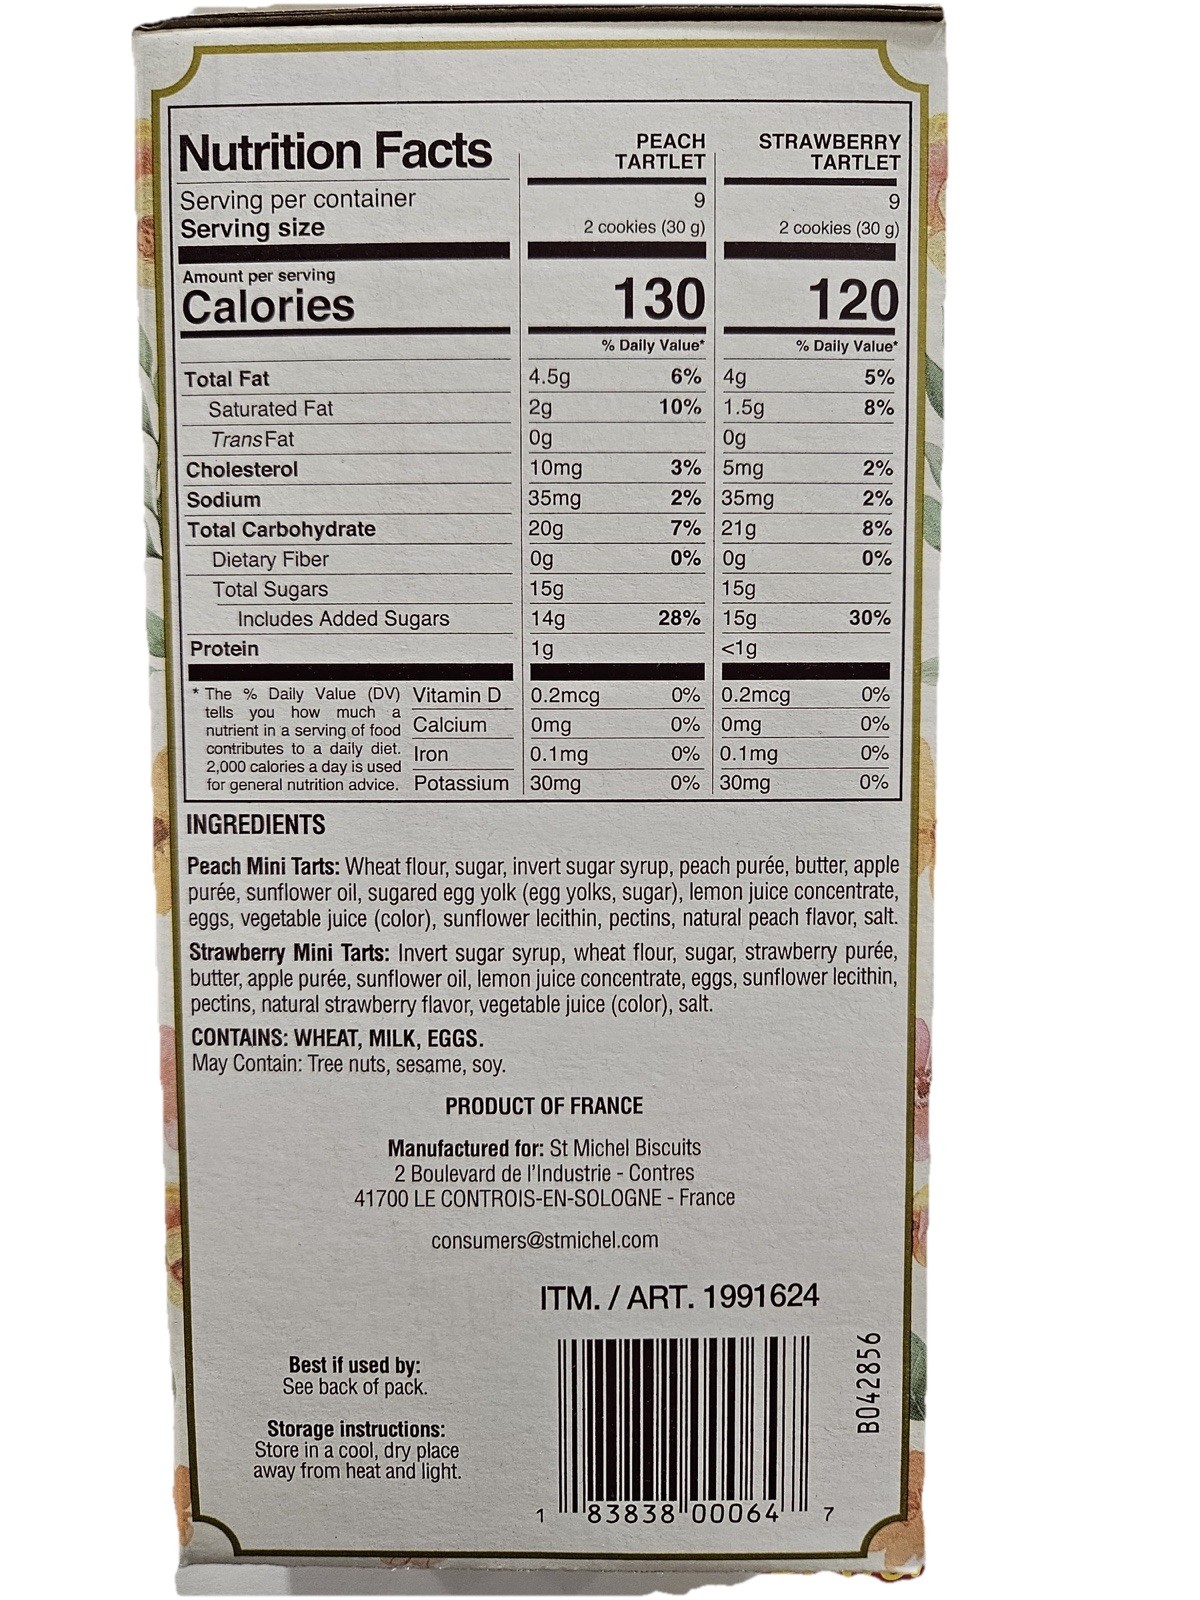 Nutrition Facts PEACH TARTLET STRAWBERRY TARTLET
Serving per container 9 9
Serving size 2 cookies (30 g) 2 cookies (30 g)
Amount per serving
Calories 130 120
% Daily Value* % Daily Value*
Total Fat 4.5g 6% 4g 5%
Saturated Fat 2g 10% 1.5g 8%
Trans Fat 0g 0g
Cholesterol 10mg 3% 5mg 2%
Sodium 35mg 2% 35mg 2%
Total Carbohydrate 20g 7% 21g 8%
Dietary Fiber 0g 0% 0g 0%
Total Sugars 15g 15g
Includes Added Sugars 14g 28% 15g 30%
Protein 1g <1g
* The % Daily Value (DV)
tells you how much a
nutrient in a serving of food
contributes to a daily diet.
2,000 calories a day is used
for general nutrition advice.
Vitamin D 0.2mcg 0% 0.2mcg 0%
Calcium 0mg 0% 0mg 0%
Iron 0.1mg 0% 0.1mg 0%
Potassium 30mg 0% 30mg 0%
INGREDIENTS
Peach Mini Tarts: Wheat flour, sugar, invert sugar syrup, peach purée, butter, apple
purée, sunflower oil, sugared egg yolk (egg yolks, sugar), lemon juice concentrate,
eggs, vegetable juice (color), sunflower lecithin, pectins, natural peach flavor, salt.
Strawberry Mini Tarts: Invert sugar syrup, wheat flour, sugar, strawberry purée,
butter, apple purée, sunflower oil, lemon juice concentrate, eggs, sunflower lecithin,
pectins, natural strawberry flavor, vegetable juice (color), salt.
CONTAINS: WHEAT, MILK, EGGS.
May Contain: Tree nuts, sesame, soy.
PRODUCT OF FRANCE
Manufactured for: St Michel Biscuits
2 Boulevard de l'Industrie - Contres
41700 LE CONTROIS-EN-SOLOGNE - France
consumers@stmichel.com
ITM. / ART. 1991624
Best if used by:
See back of pack.
Storage instructions:
Store in a cool, dry place
away from heat and light.
1 83838 00064 7
B042856